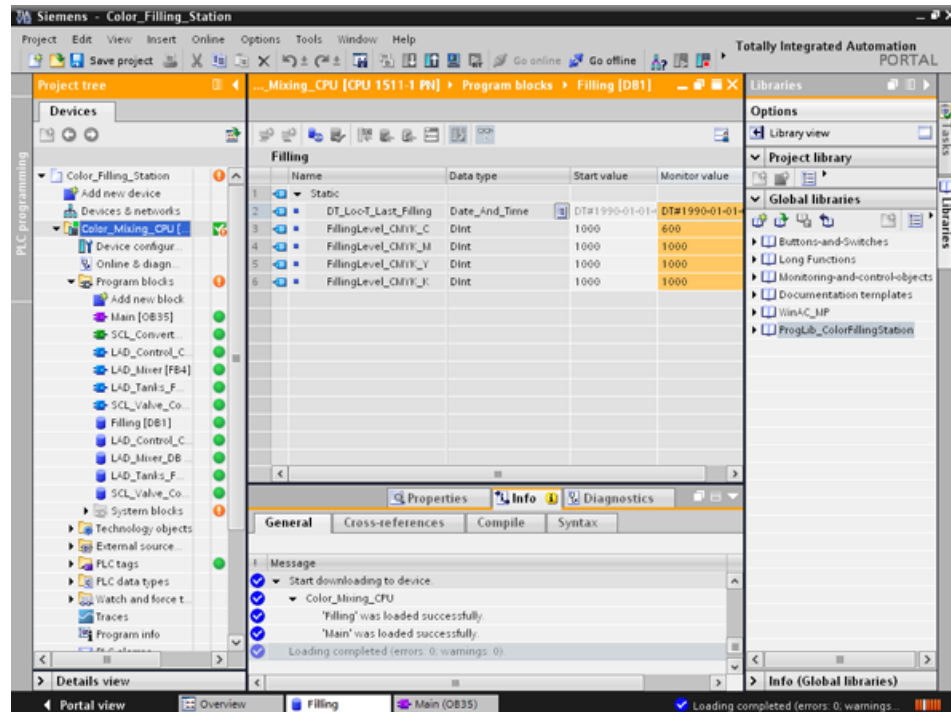 Siemens - Color_Filling_Station
Project Edit View Insert Online Options Tools Window Help
Totally Integrated Automation
PORTAL
Save project
Go online
Go offline
Project tree
Devices
PLC programming
Color_Filling_Station
Add new device
Devices & networks
Color_Mixing_CPU [...
Device configur...
Online & diagn...
Program blocks
Add new block
Main [OB35]
SCL_Convert...
LAD_Control_C...
LAD_Mixer [FB4]
LAD_Tanks_F...
SCL_Valve_Co...
Filling [DB1]
LAD_Control_C...
LAD_Mixer_DB...
LAD_Tanks_F...
SCL_Valve_Co...
System blocks
Technology objects
External source...
PLC tags
PLC data types
Watch and force t...
Traces
Program info
Details view
..._Mixing_CPU [CPU 1511-1 PN] Program blocks Filling [DB1]
Filling
Name Data type Start value Monitor value
1 Static
2 DT_Loc-T_Last_Filling Date_And_Time DT#1990-01-01- DT#1990-01-01-
3 FillingLevel_CMYK_C DInt 1000 600
4 FillingLevel_CMYK_M DInt 1000 1000
5 FillingLevel_CMYK_Y DInt 1000 1000
6 FillingLevel_CMYK_K DInt 1000 1000
Properties Info Diagnostics
General Cross-references Compile Syntax
! Message
Start downloading to device.
Color_Mixing_CPU
'Filling' was loaded successfully.
'Main' was loaded successfully.
Loading completed (errors: 0; warnings: 0).
Libraries
Options
Library view
Project library
Global libraries
Buttons-and-Switches
Long Functions
Monitoring-and-control-objects
Documentation templates
WinAC_MP
ProgLib_ColorFillingStation
Info (Global libraries)
Tasks
Libraries
Portal view
Overview
Filling
Main (OB35)
Loading completed (errors: 0; warnings...